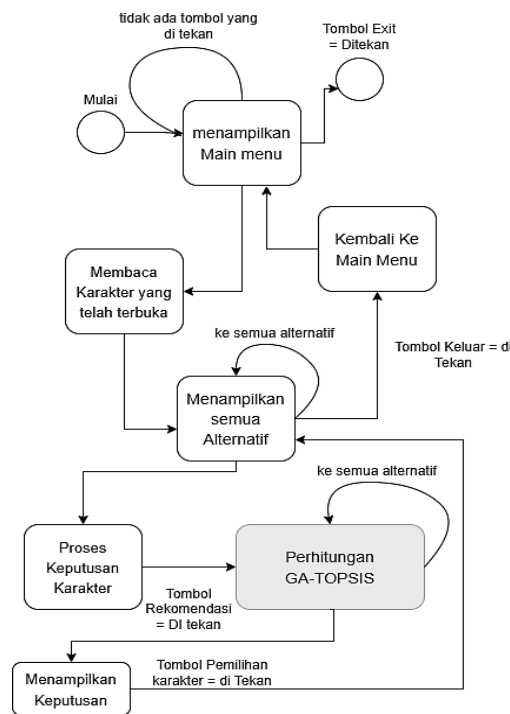 tidak ada tombol yang
di tekan
Tombol Exit
= Ditekan
Mulai
menampilkan
Main menu
Kembali Ke
Main Menu
Membaca
Karakter yang
telah terbuka
ke semua alternatif
Tombol Keluar = di
Tekan
Menampilkan
semua
Alternatif
ke semua alternatif
Proses
Keputusan
Karakter
Perhitungan
GA-TOPSIS
Tombol
Rekomendasi
= DI tekan
Menampilkan
Keputusan
Tombol Pemilihan
karakter = di Tekan